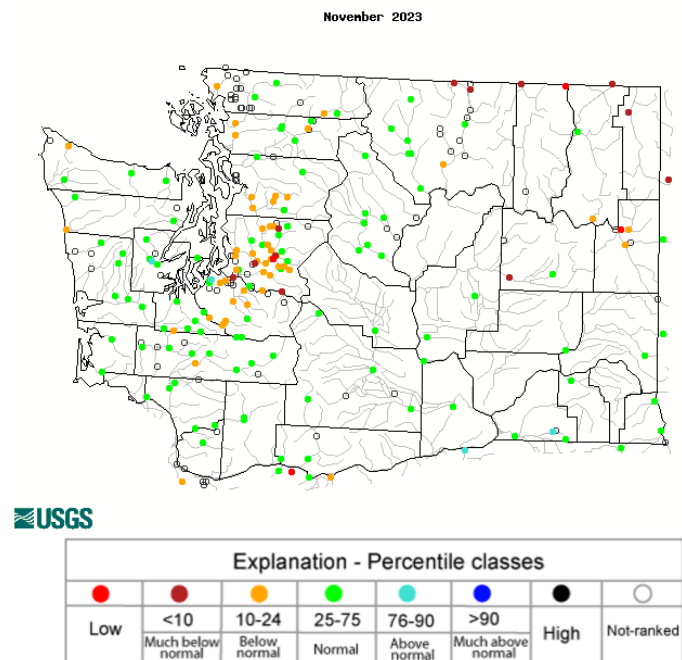 November 2023
USGS
Explanation - Percentile classes
Low
<10
10-24
25-75
76-90
>90
High
Not-ranked
Much below
normal
Below
normal
Normal
Above
normal
Much above
normal